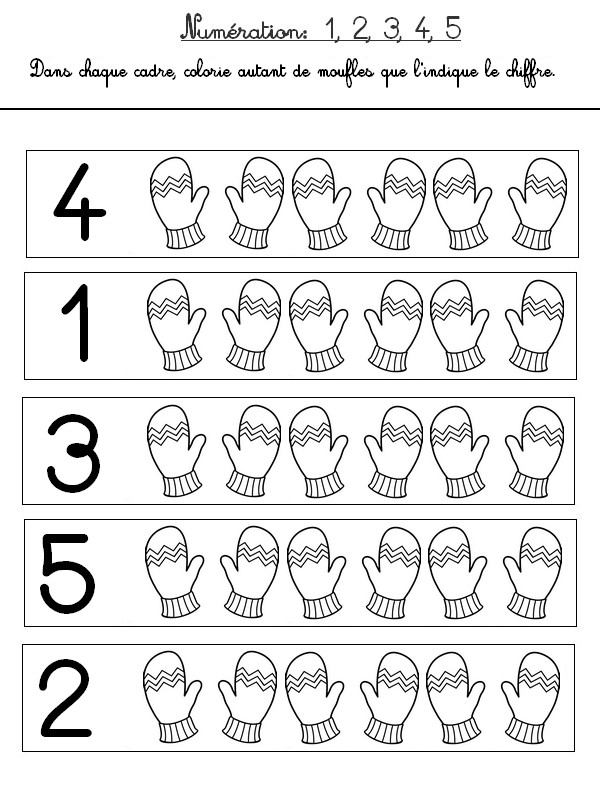 Numération: 1, 2, 3, 4, 5
Dans chaque cadre, colorie autant de moufles que l'indique le chiffre.
4
1
3
5
2